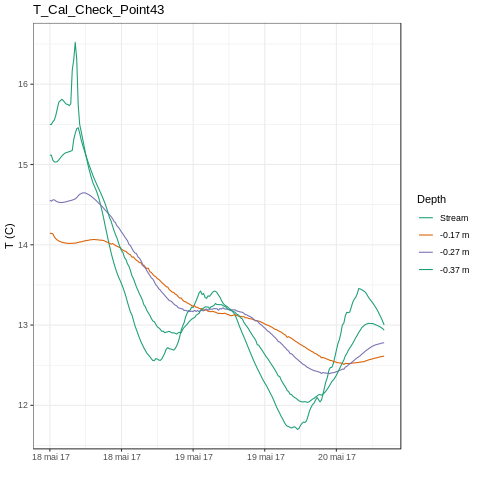 T_Cal_Check_Point43
16
15
14
13
12
T (C)
18 mai 17
18 mai 17
19 mai 17
19 mai 17
20 mai 17
Depth
Stream
-0.17 m
-0.27 m
-0.37 m